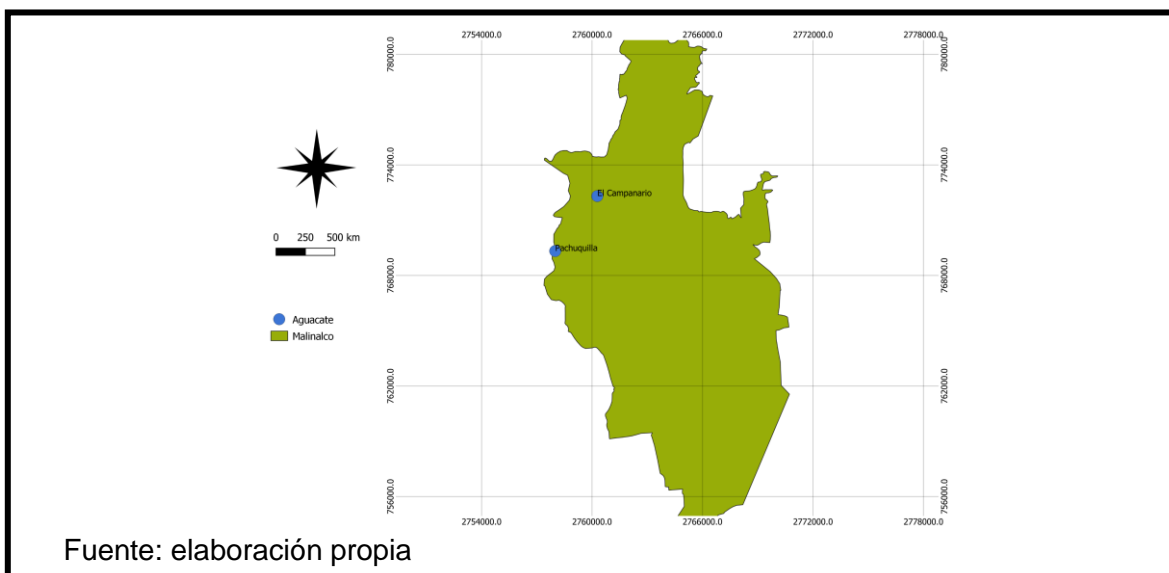 2754000.0 2760000.0 2766000.0 2772000.0 2778000.0
780000.0 780000.0
774000.0 774000.0
El Campanario
0 250 500 km
Pachuquilla
768000.0 768000.0
Aguacate
Malinalco
762000.0 762000.0
756000.0 756000.0
2754000.0 2760000.0 2766000.0 2772000.0 2778000.0
Fuente: elaboración propia